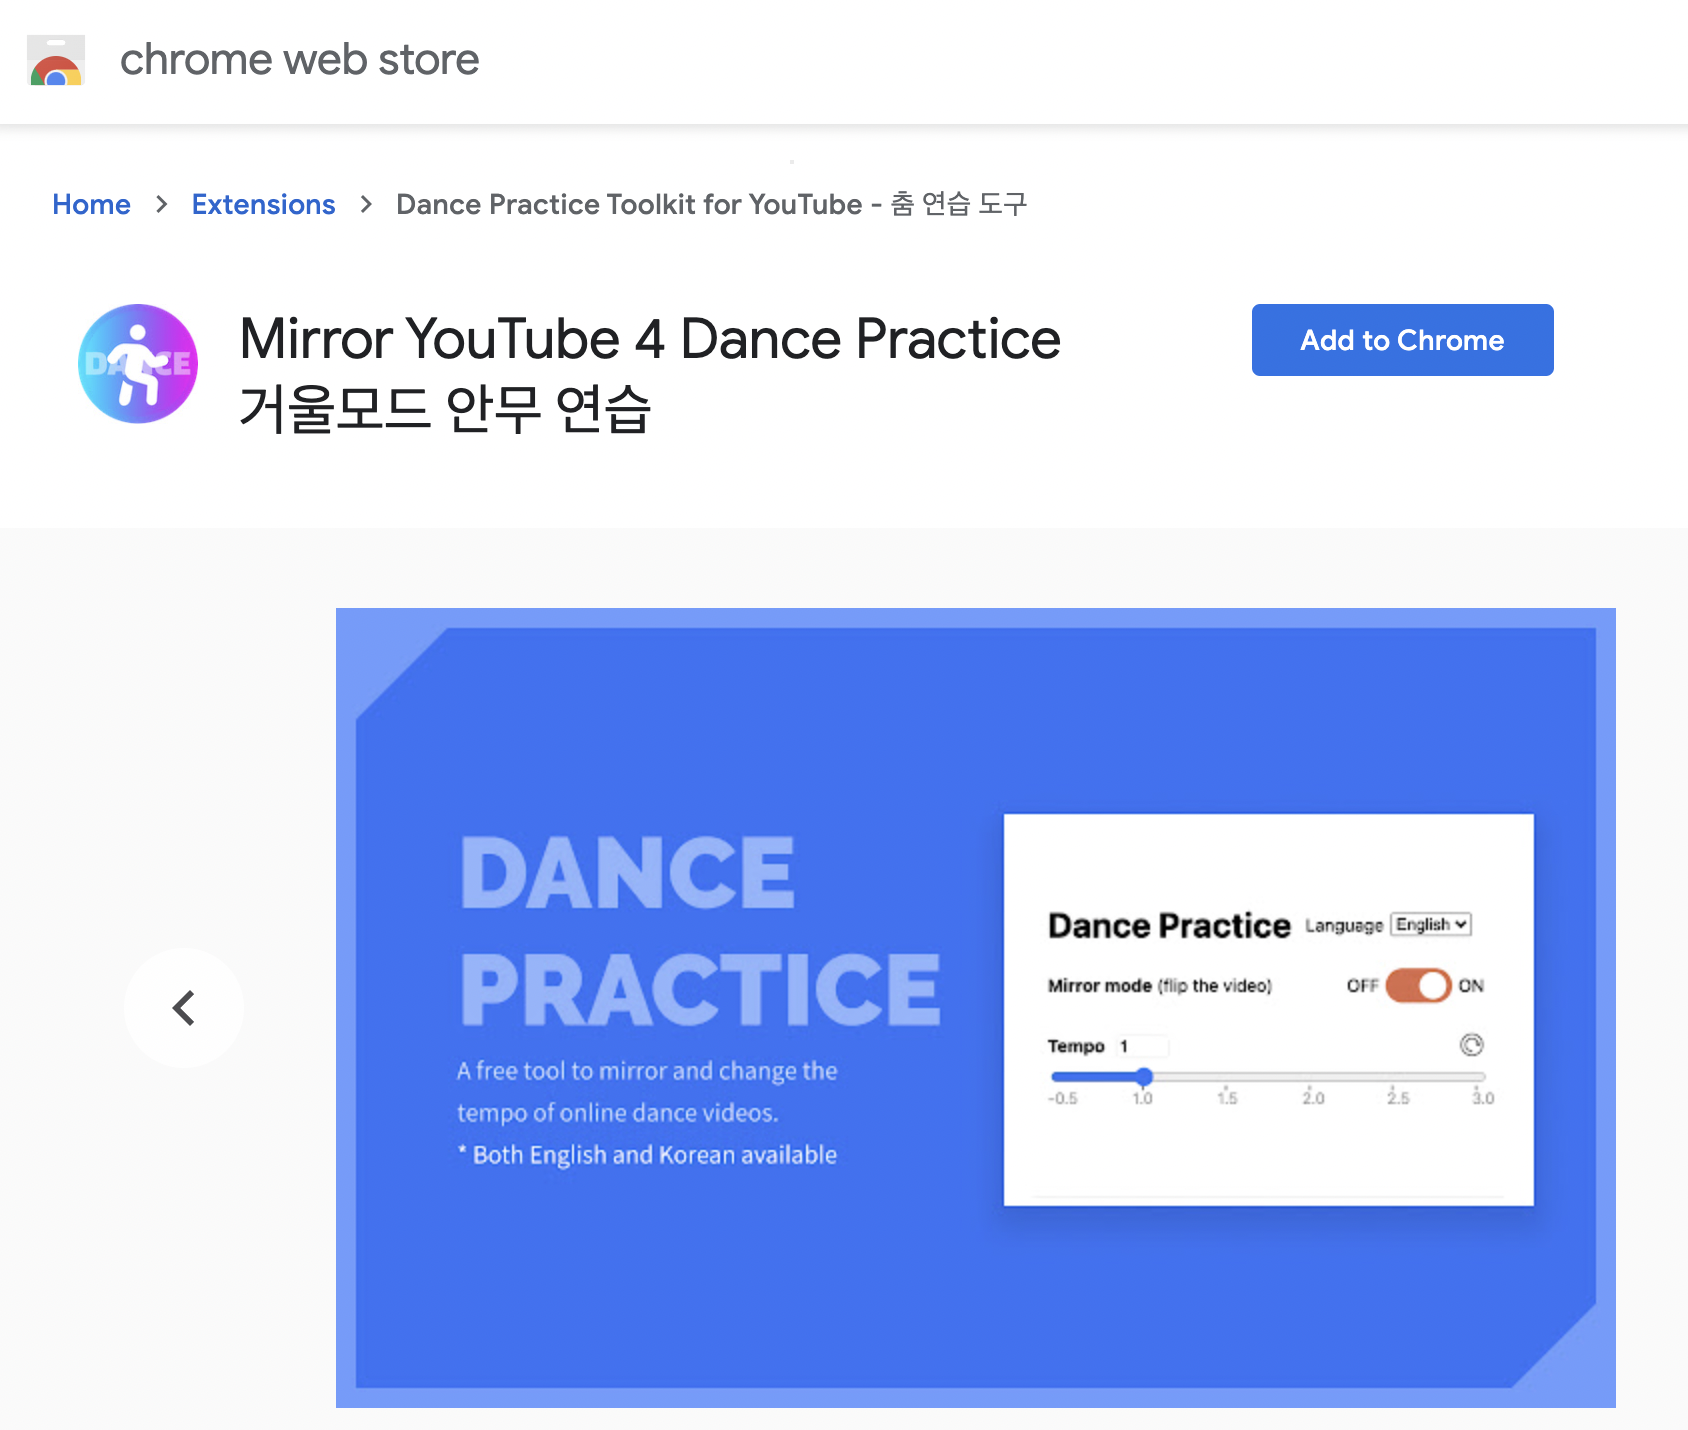 chrome web store
Home > Extensions > Dance Practice Toolkit for YouTube - 춤 연습 도구
DANCE
Mirror YouTube 4 Dance Practice
거울모드 안무 연습
Add to Chrome
DANCE
PRACTICE
A free tool to mirror and change the
tempo of online dance videos.
* Both English and Korean available
Dance Practice Language English
Mirror mode (flip the video) OFF ON
Tempo 1
-0.5 1.0 1.5 2.0 2.5 3.0